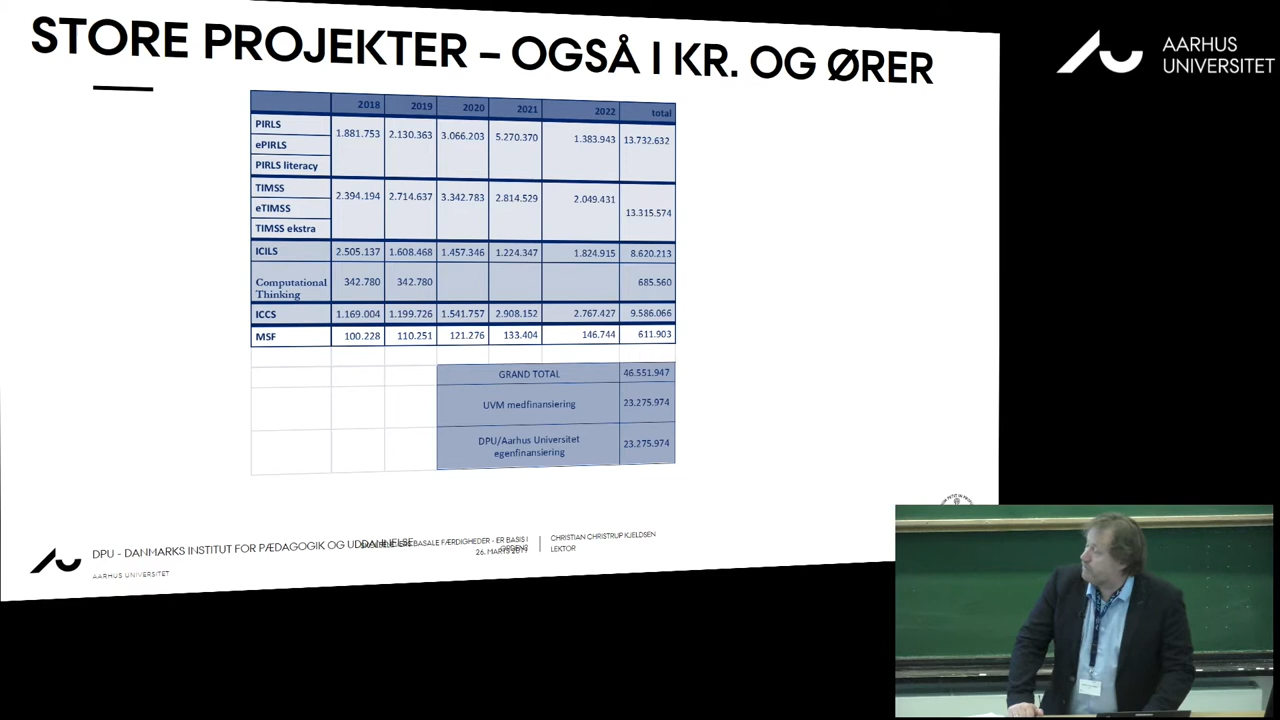 STORE PROJEKTER – OGSÅ I KR. OG ØRER
AARHUS
UNIVERSITET
2018 2019 2020 2021 2022 total
PIRLS
ePIRLS
PIRLS literacy
1.881.753 2.130.363 3.066.203 5.270.370 1.383.943 13.732.632
TIMSS
eTIMSS
TIMSS ekstra
2.394.194 2.714.637 3.342.783 2.814.529 2.049.431 13.315.574
ICILS 2.505.137 1.608.468 1.457.346 1.224.347 1.824.915 8.620.213
Computational
Thinking
342.780 342.780 685.560
ICCS 1.169.004 1.199.726 1.541.757 2.908.152 2.767.427 9.586.066
MSF 100.228 110.251 121.276 133.404 146.744 611.903
GRAND TOTAL 46.551.947
UVM medfinansiering 23.275.974
DPU/Aarhus Universitet
egenfinansiering
23.275.974
DPU - DANMARKS INSTITUT FOR PÆDAGOGIK OG UDDANNELSE
AARHUS UNIVERSITET
BASALE FÆRDIGHEDER - ER BASIS I
26. MARTS
CHRISTIAN CHRISTRUP KJELDSEN
LEKTOR